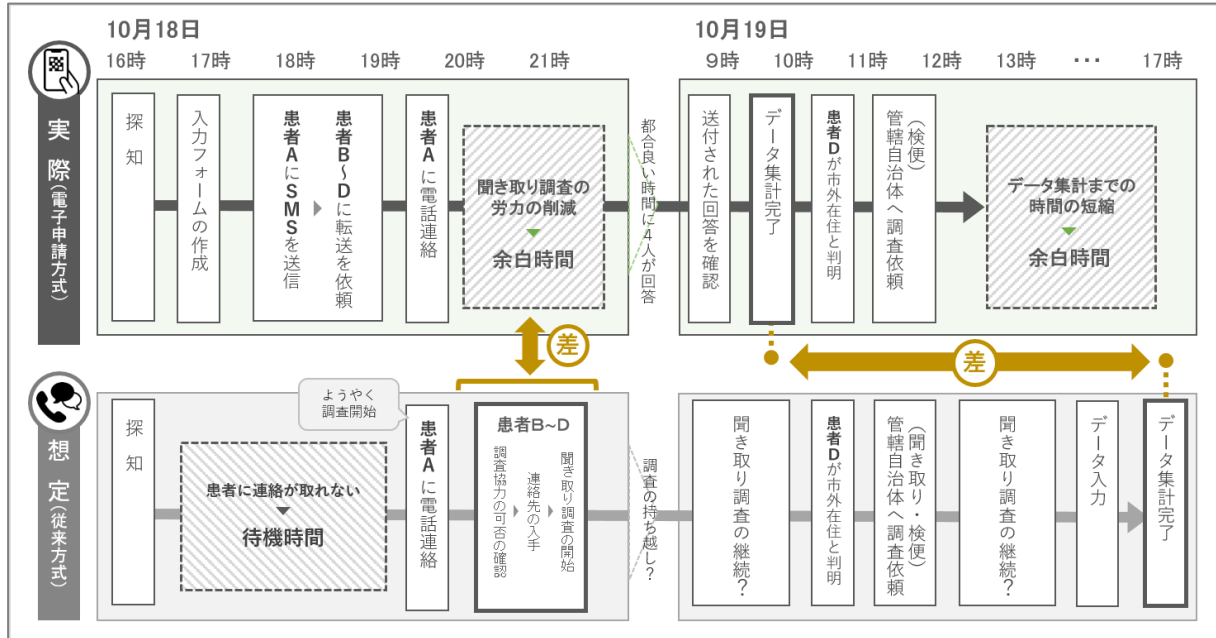 10月18日
10月19日
16時
17時
18時
19時
20時
21時
9時
10時
11時
12時
13時
…
17時
実際(電子申請方式)
探知
入力フォームの作成
患者AにSMSを送信
患者B~Dに転送を依頼
患者Aに電話連絡
聞き取り調査の
労力の削減
余白時間
都合良い時間に4人が回答
送付された回答を確認
データ集計完了
患者Dが市外在住と判明
管轄自治体へ調査依頼
(検便)
データ集計までの
時間の短縮
余白時間
差
差
想定(従来方式)
探知
患者に連絡が取れない
待機時間
ようやく
調査開始
患者Aに電話連絡
患者B~D
調査協力の可否の確認
連絡先の入手
聞き取り調査の開始
調査の持ち越し?
聞き取り調査の継続?
患者Dが市外在住と判明
管轄自治体へ調査依頼
(聞き取り・検便)
聞き取り調査の継続?
データ入力
データ集計完了